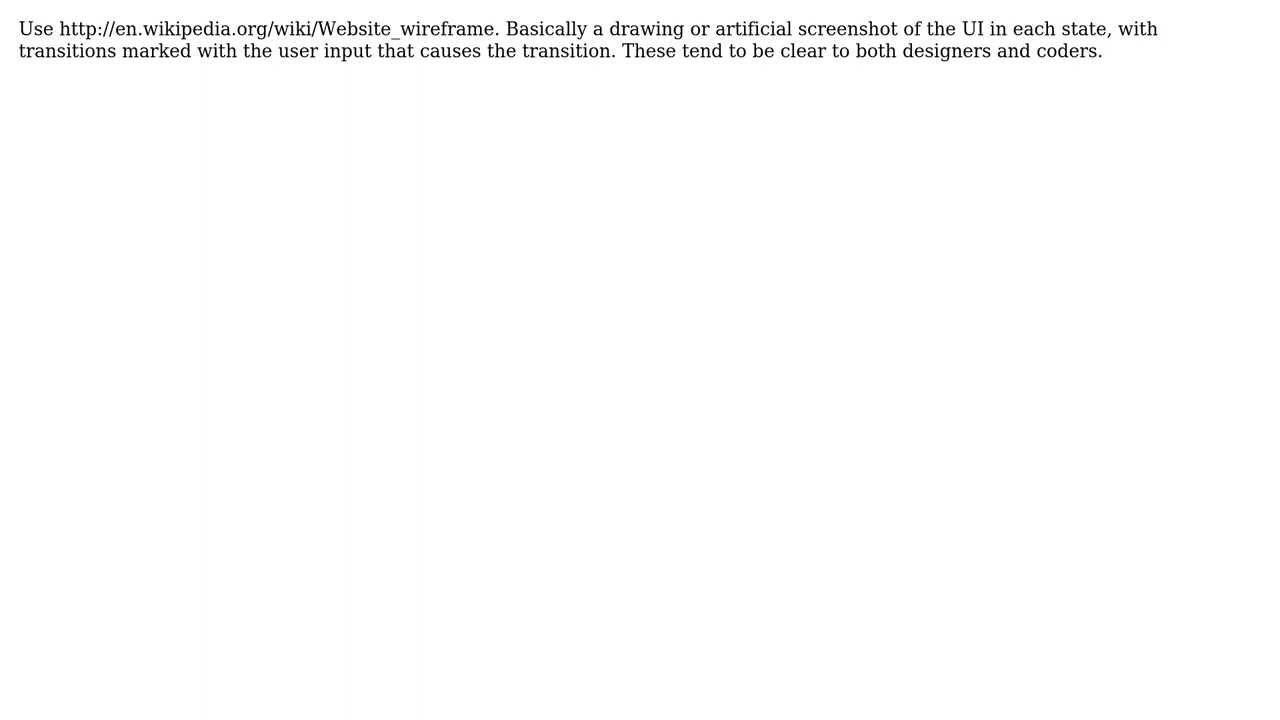 Use http://en.wikipedia.org/wiki/Website_wireframe. Basically a drawing or artificial screenshot of the UI in each state, with
transitions marked with the user input that causes the transition. These tend to be clear to both designers and coders.